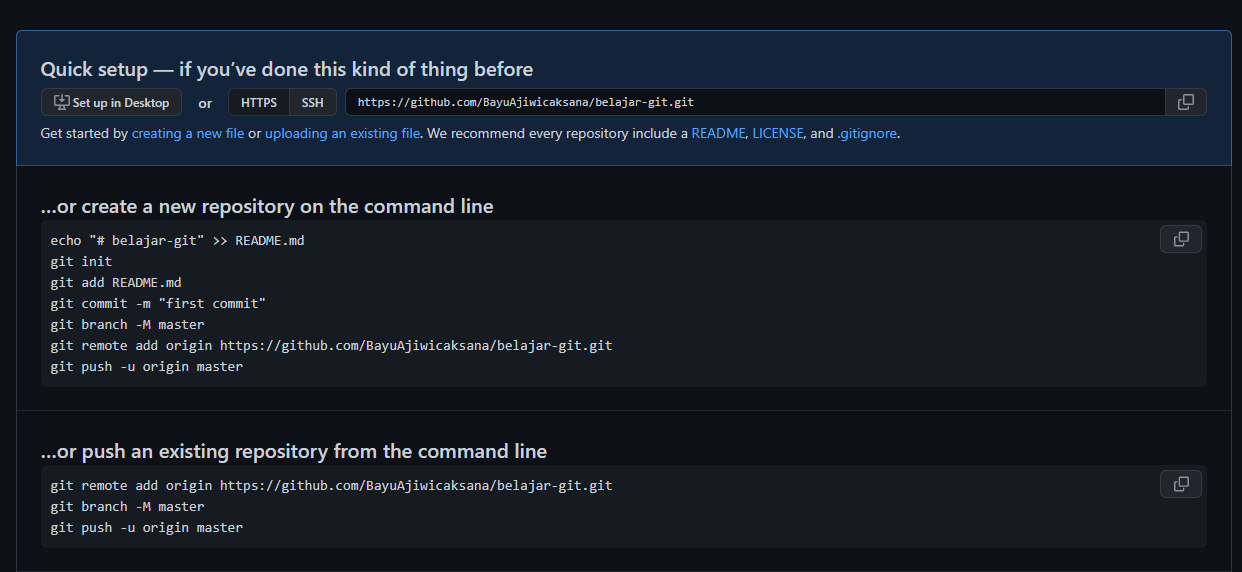 Quick setup — if you’ve done this kind of thing before
Set up in Desktop or HTTPS SSH https://github.com/BayuAjiwicaksana/belajar-git.git
Get started by creating a new file or uploading an existing file. We recommend every repository include a README, LICENSE, and .gitignore.
…or create a new repository on the command line
echo "# belajar-git" >> README.md
git init
git add README.md
git commit -m "first commit"
git branch -M master
git remote add origin https://github.com/BayuAjiwicaksana/belajar-git.git
git push -u origin master
…or push an existing repository from the command line
git remote add origin https://github.com/BayuAjiwicaksana/belajar-git.git
git branch -M master
git push -u origin master